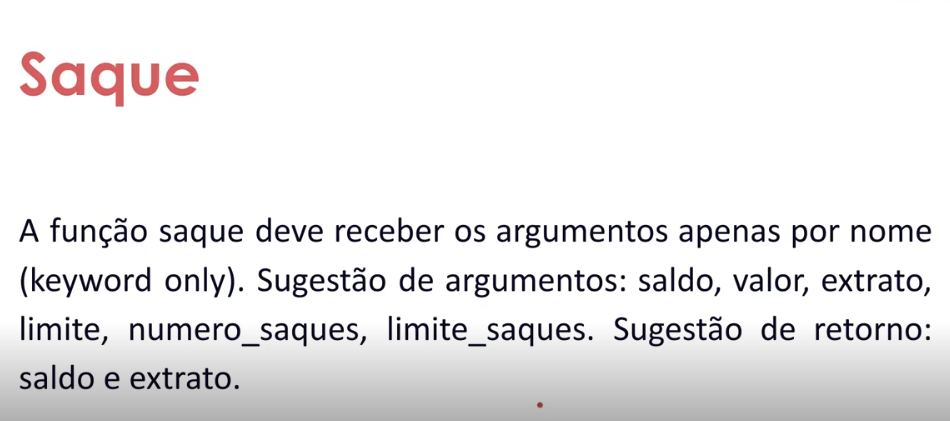 Saque
A função saque deve receber os argumentos apenas por nome
(keyword only). Sugestão de argumentos: saldo, valor, extrato,
limite, numero_saques, limite_saques. Sugestão de retorno:
saldo e extrato.